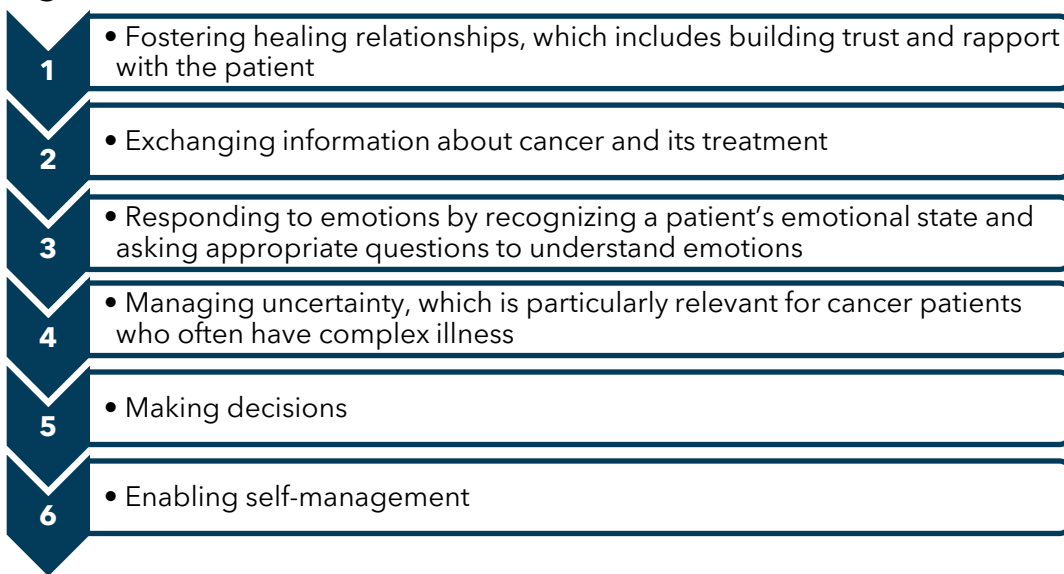 1
• Fostering healing relationships, which includes building trust and rapport
with the patient
2
• Exchanging information about cancer and its treatment
3
• Responding to emotions by recognizing a patient’s emotional state and
asking appropriate questions to understand emotions
4
• Managing uncertainty, which is particularly relevant for cancer patients
who often have complex illness
5
• Making decisions
6
• Enabling self-management